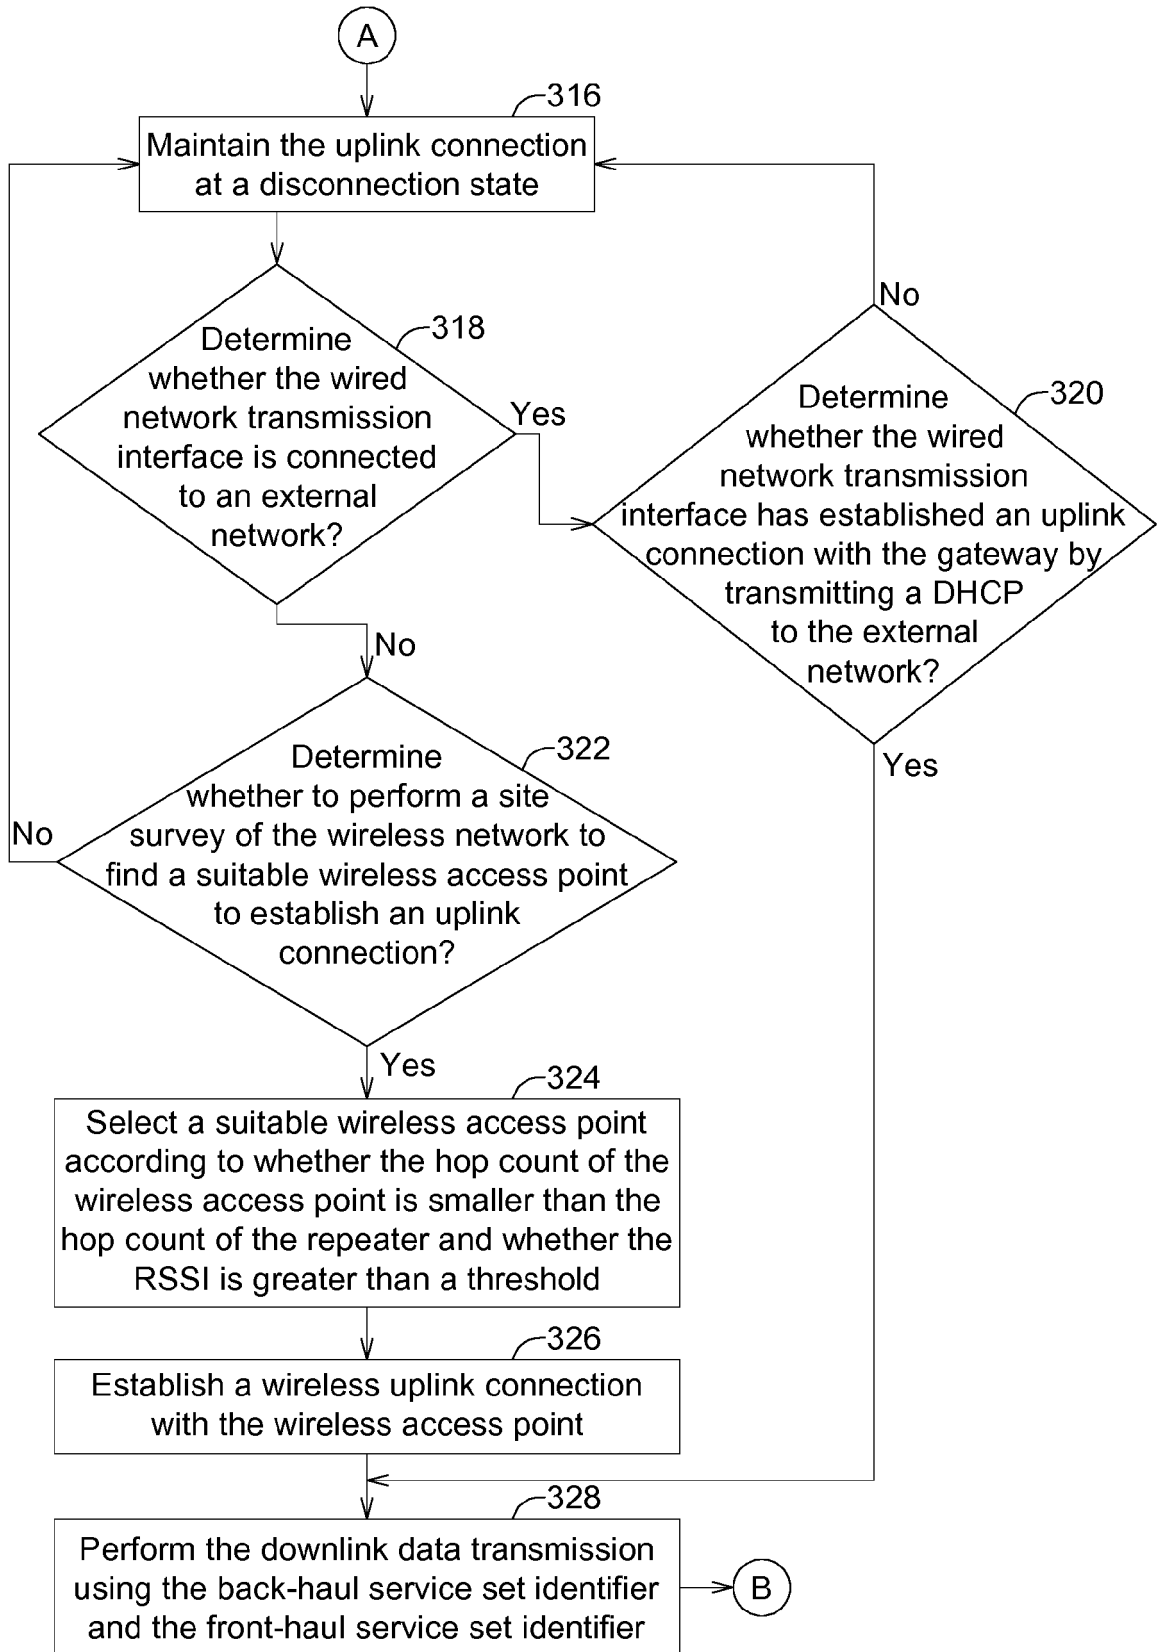 A
316
Maintain the uplink connection
at a disconnection state
318
Determine
whether the wired
network transmission
interface is connected
to an external
network?
Yes
No
320
Determine
whether the wired
network transmission
interface has established an uplink
connection with the gateway by
transmitting a DHCP
to the external
network?
No
Yes
322
Determine
whether to perform a site
survey of the wireless network to
find a suitable wireless access point
to establish an uplink
connection?
No
Yes
324
Select a suitable wireless access point
according to whether the hop count of the
wireless access point is smaller than the
hop count of the repeater and whether the
RSSI is greater than a threshold
326
Establish a wireless uplink connection
with the wireless access point
328
Perform the downlink data transmission
using the back-haul service set identifier
and the front-haul service set identifier
B